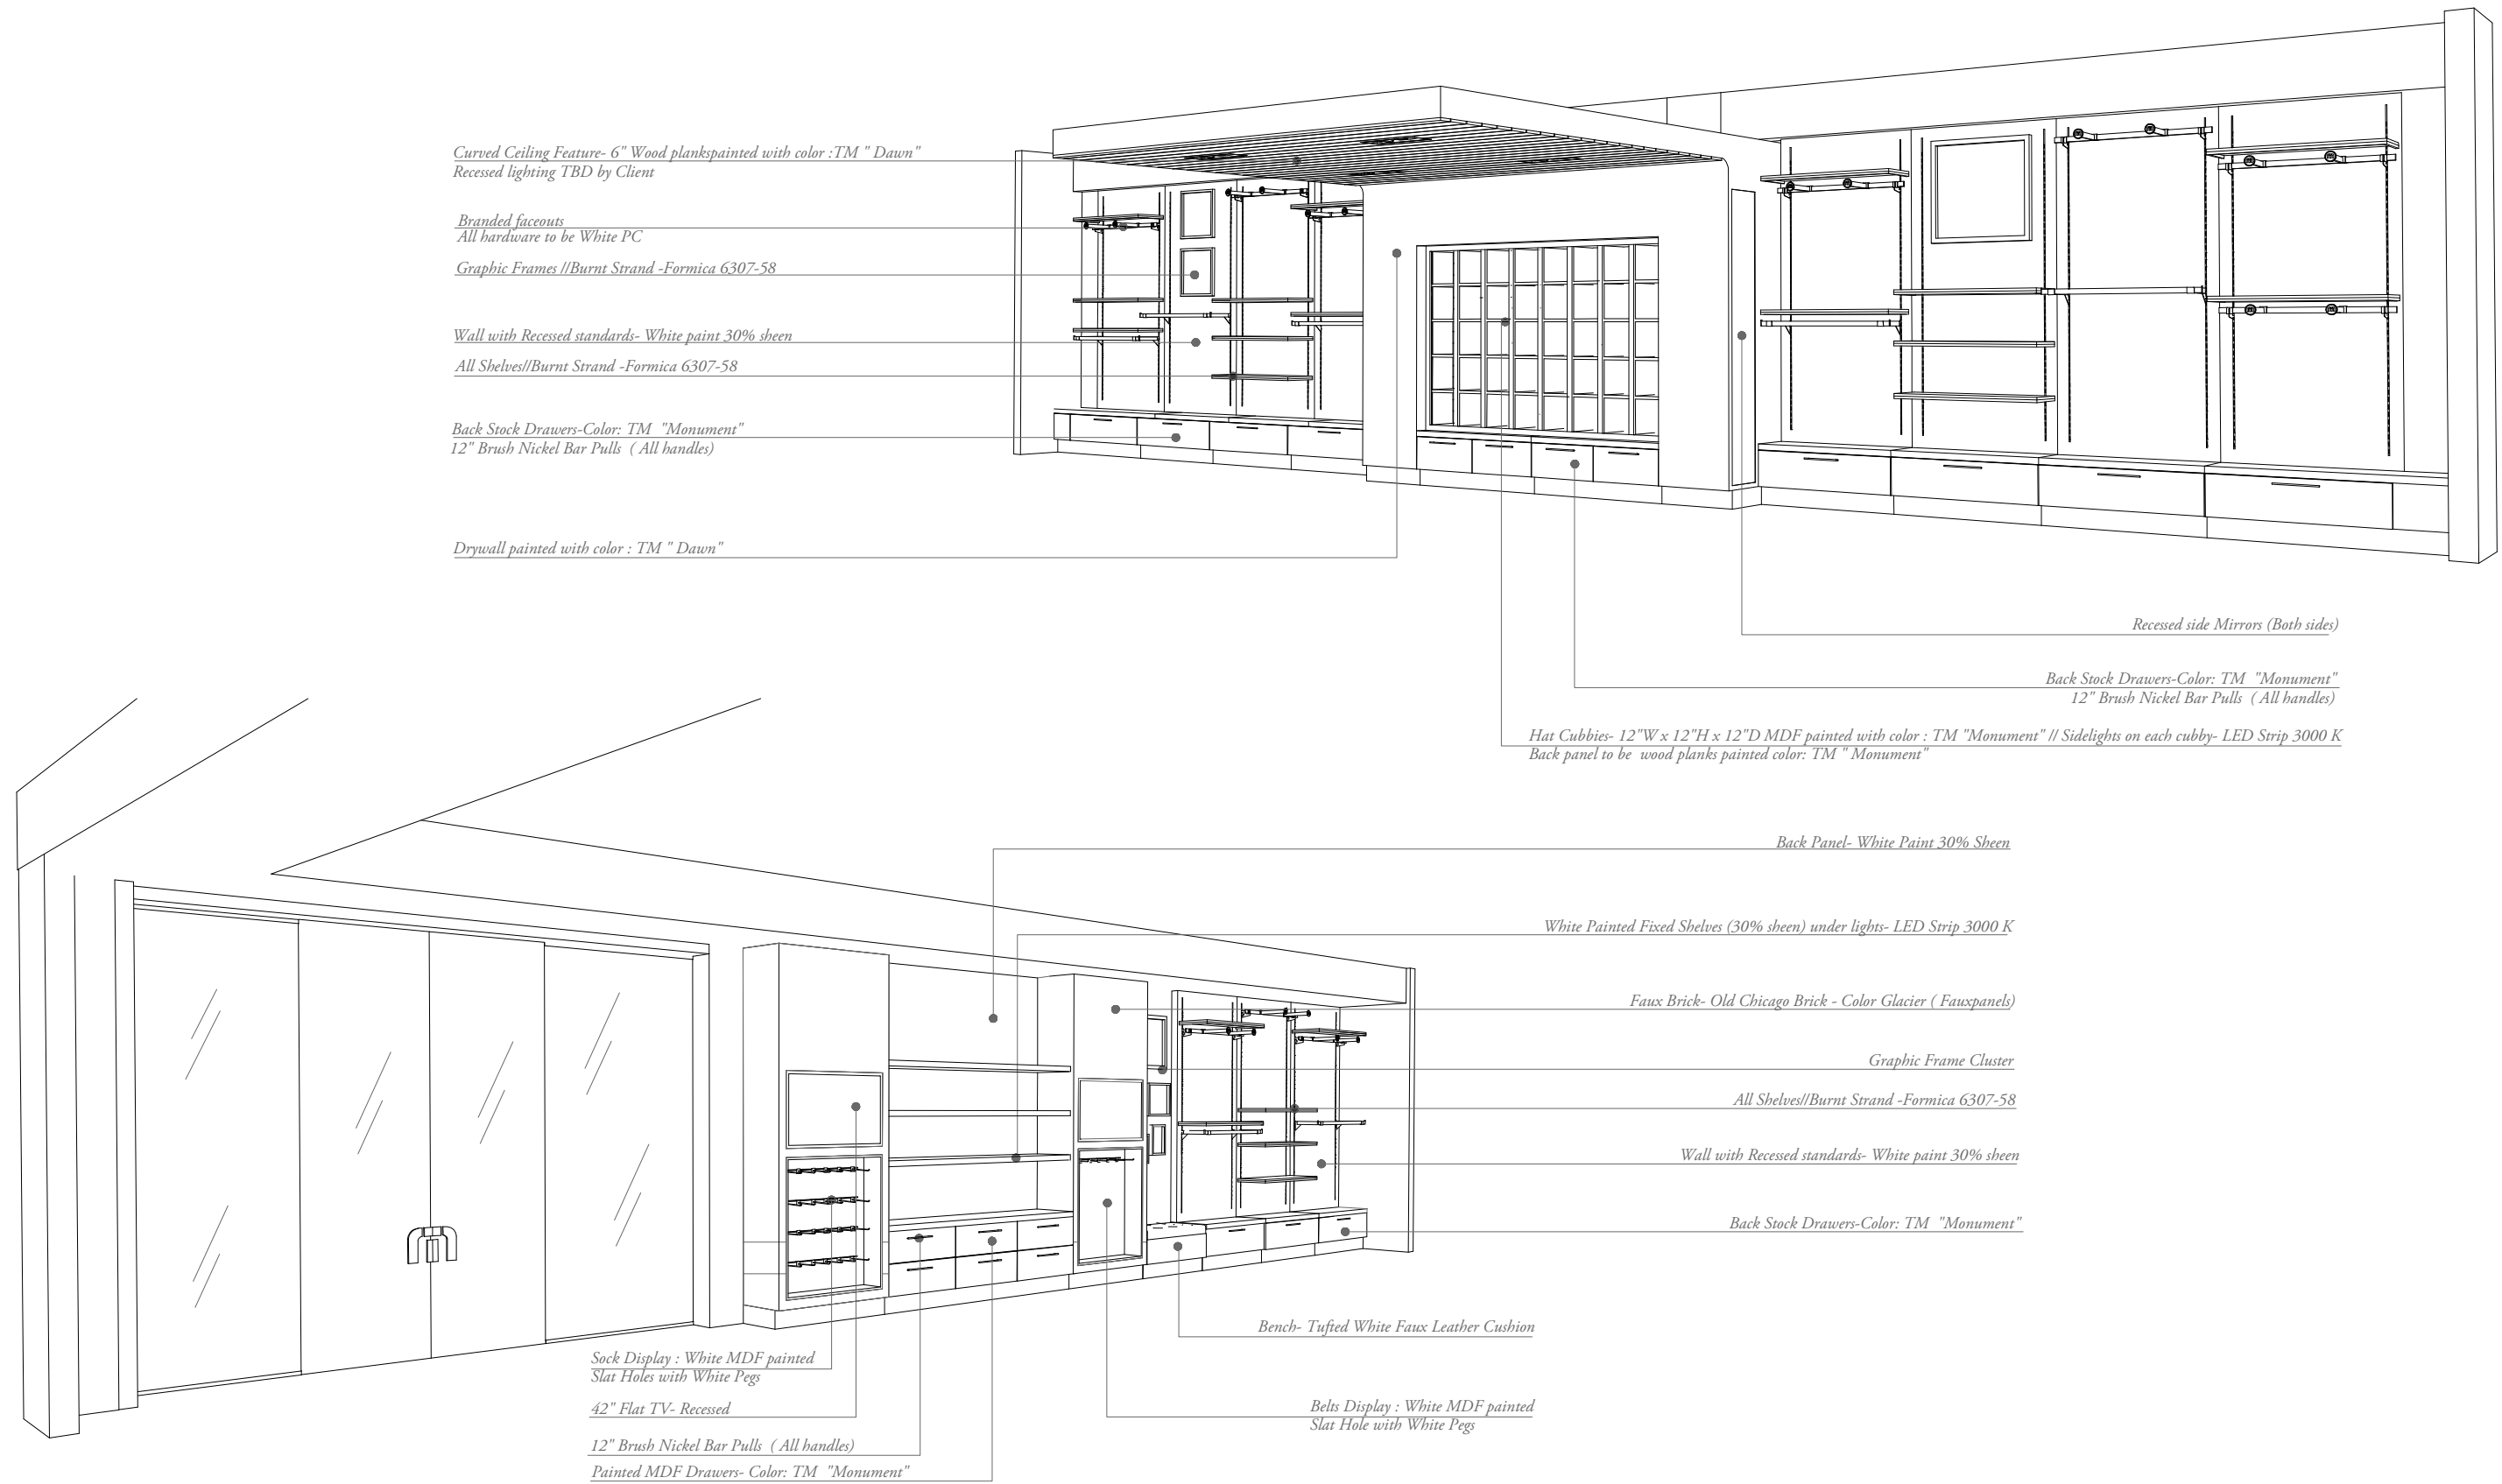 Curved Ceiling Feature- 6" Wood plankspainted with color :TM " Dawn"
Recessed lighting TBD by Client
Branded faceouts
All hardware to be White PC
Graphic Frames //Burnt Strand -Formica 6307-58
Wall with Recessed standards- White paint 30% sheen
All Shelves//Burnt Strand -Formica 6307-58
Back Stock Drawers-Color: TM "Monument"
12" Brush Nickel Bar Pulls ( All handles)
Drywall painted with color : TM " Dawn"
Recessed side Mirrors (Both sides)
Back Stock Drawers-Color: TM "Monument"
12" Brush Nickel Bar Pulls ( All handles)
Hat Cubbies- 12"W x 12"H x 12"D MDF painted with color : TM "Monument" // Sidelights on each cubby- LED Strip 3000 K
Back panel to be wood planks painted color: TM " Monument"
Back Panel- White Paint 30% Sheen
White Painted Fixed Shelves (30% sheen) under lights- LED Strip 3000 K
Faux Brick- Old Chicago Brick - Color Glacier ( Fauxpanels)
Graphic Frame Cluster
All Shelves//Burnt Strand -Formica 6307-58
Wall with Recessed standards- White paint 30% sheen
Back Stock Drawers-Color: TM "Monument"
Bench- Tufted White Faux Leather Cushion
Sock Display : White MDF painted
Slat Holes with White Pegs
42" Flat TV- Recessed
Belts Display : White MDF painted
Slat Hole with White Pegs
12" Brush Nickel Bar Pulls ( All handles)
Painted MDF Drawers- Color: TM "Monument"